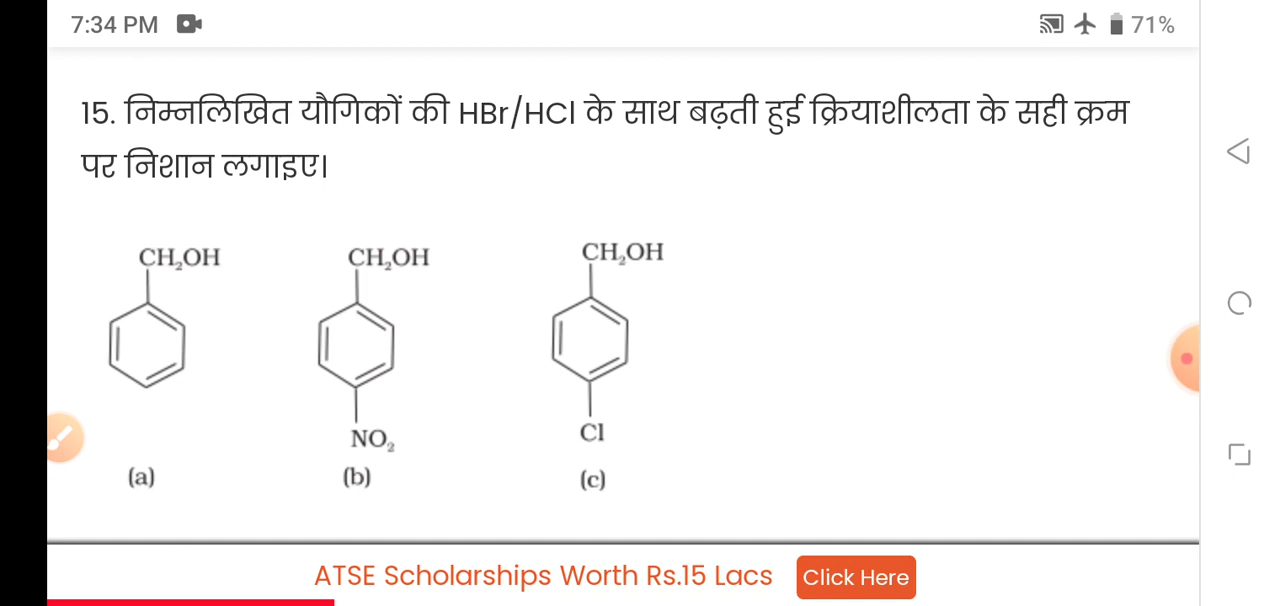 7:34 PM
71%
15. निम्नलिखित यौगिकों की HBr/HCl के साथ बढ़ती हुई क्रियाशीलता के सही क्रम
पर निशान लगाइए।
CH₂OH CH₂OH CH₂OH
NO₂ Cl
(a) (b) (c)
ATSE Scholarships Worth Rs.15 Lacs Click Here